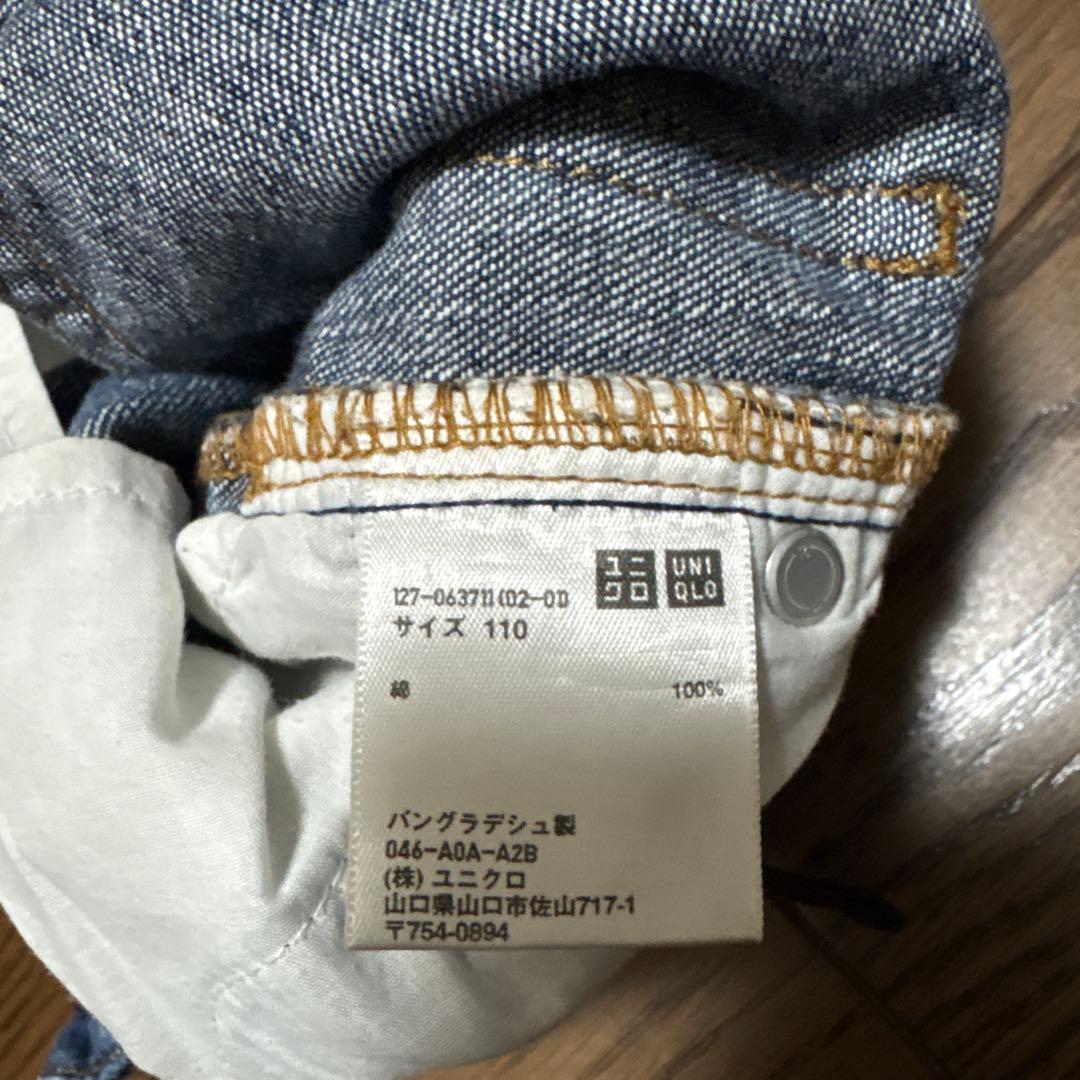 ユニ
クロ
UNI
QLO
127-063711(02-01)
サイズ 110
綿 100%
バングラデシュ製
046-A0A-A2B
(株) ユニクロ
山口県山口市佐山717-1
〒754-0894